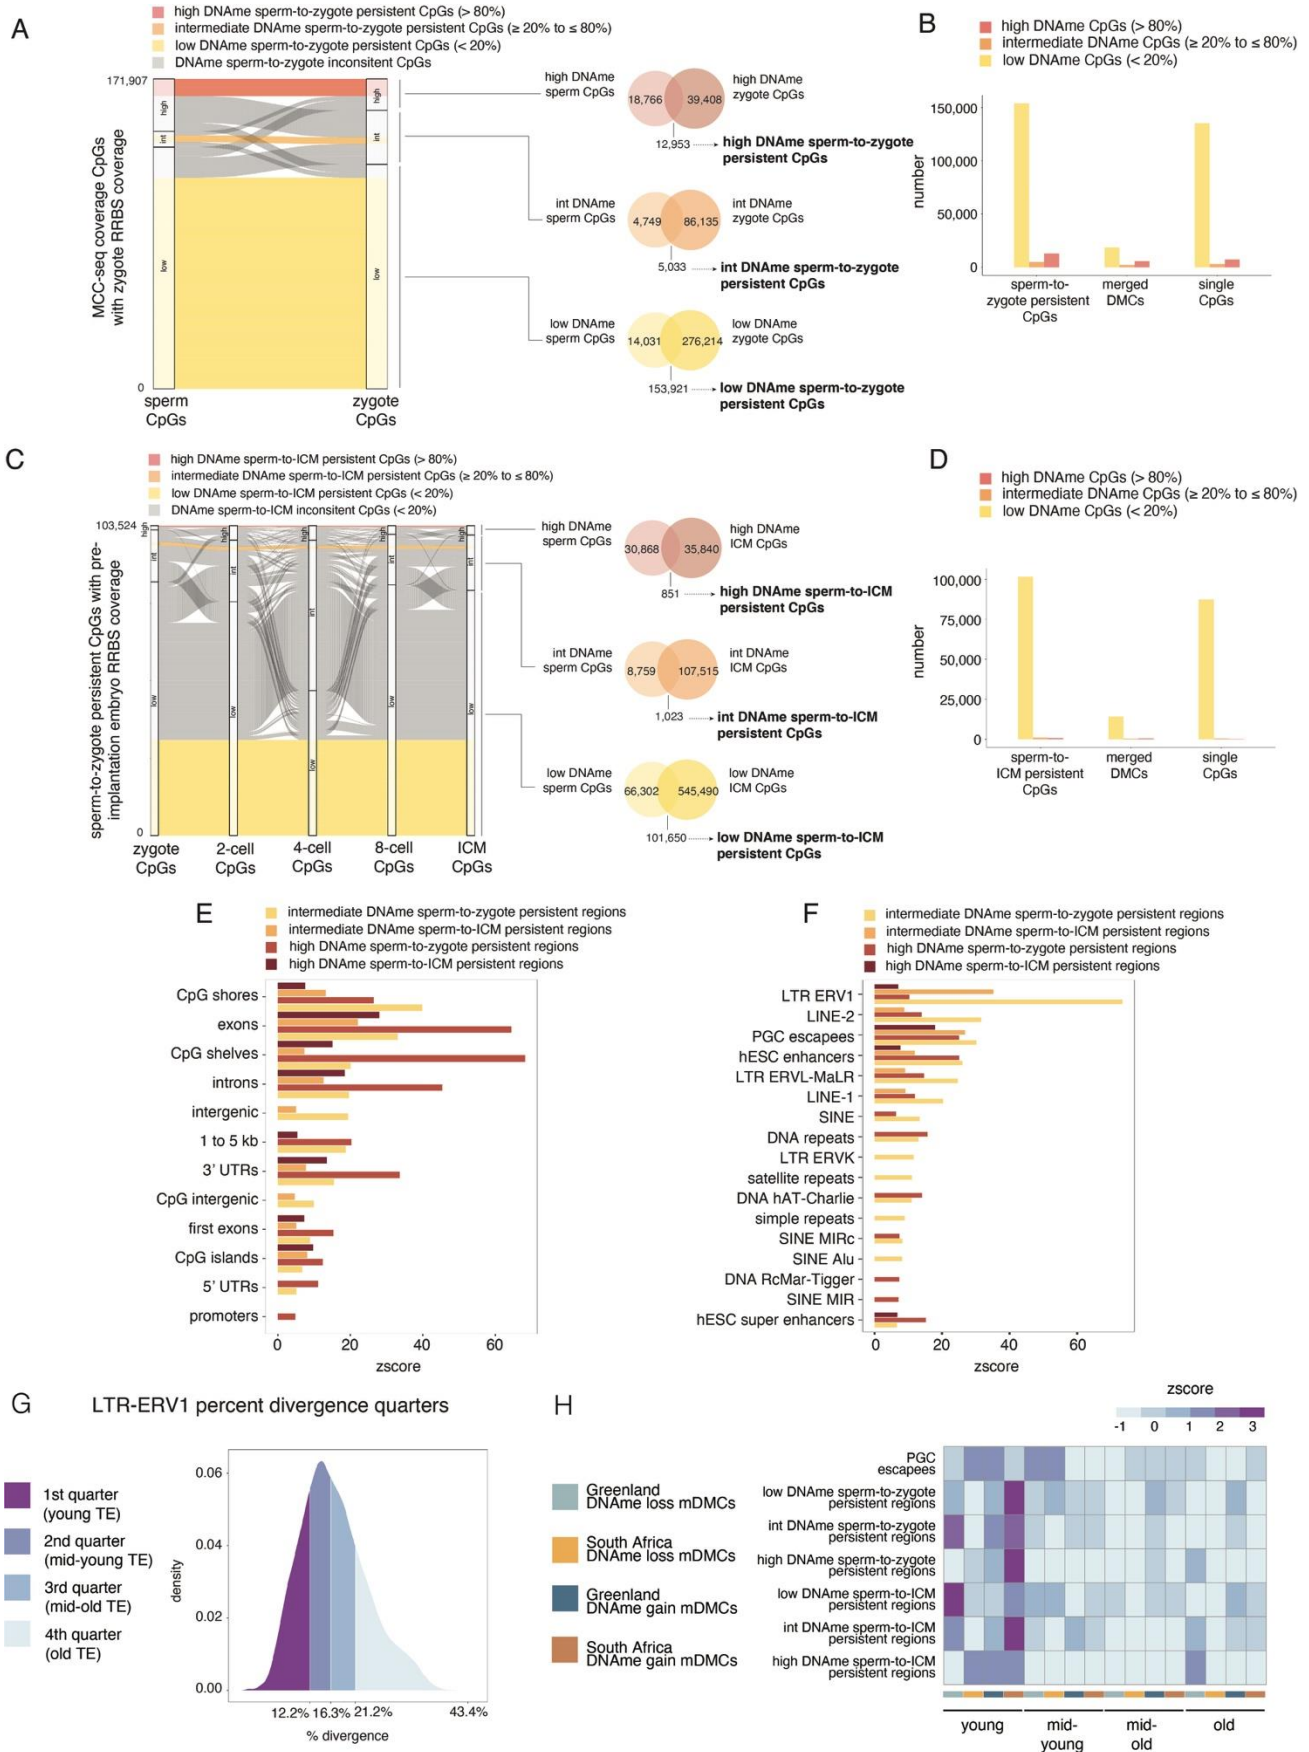 A
high DNAme sperm-to-zygote persistent CpGs (> 80%)
intermediate DNAme sperm-to-zygote persistent CpGs (≥ 20% to ≤ 80%)
low DNAme sperm-to-zygote persistent CpGs (< 20%)
DNAme sperm-to-zygote inconsitent CpGs
171,907
0
MCC-seq coverage CpGs
with zygote RRBS coverage
high
int
low
high
int
low
sperm
CpGs
zygote
CpGs
high DNAme
sperm CpGs
18,766
39,408
high DNAme
zygote CpGs
12,953
high DNAme sperm-to-zygote
persistent CpGs
int DNAme
sperm CpGs
4,749
86,135
int DNAme
zygote CpGs
5,033
int DNAme sperm-to-zygote
persistent CpGs
low DNAme
sperm CpGs
14,031
276,214
low DNAme
zygote CpGs
153,921
low DNAme sperm-to-zygote
persistent CpGs
B
high DNAme CpGs (> 80%)
intermediate DNAme CpGs (≥ 20% to ≤ 80%)
low DNAme CpGs (< 20%)
number
150,000
100,000
50,000
0
sperm-to-
zygote persistent
CpGs
merged
DMCs
single
CpGs
C
high DNAme sperm-to-ICM persistent CpGs (> 80%)
intermediate DNAme sperm-to-ICM persistent CpGs (≥ 20% to ≤ 80%)
low DNAme sperm-to-ICM persistent CpGs (< 20%)
DNAme sperm-to-ICM inconsitent CpGs (< 20%)
103,524
0
sperm-to-zygote persistent CpGs with pre-
implantation embryo RRBS coverage
high
int
low
high
int
low
int
low
high
int
low
high
int
low
zygote
CpGs
2-cell
CpGs
4-cell
CpGs
8-cell
CpGs
ICM
CpGs
high DNAme
sperm CpGs
30,868
35,840
high DNAme
ICM CpGs
851
high DNAme sperm-to-ICM
persistent CpGs
int DNAme
sperm CpGs
8,759
107,515
int DNAme
ICM CpGs
1,023
int DNAme sperm-to-ICM
persistent CpGs
low DNAme
sperm CpGs
66,302
545,490
low DNAme
ICM CpGs
101,650
low DNAme sperm-to-ICM
persistent CpGs
D
high DNAme CpGs (> 80%)
intermediate DNAme CpGs (≥ 20% to ≤ 80%)
low DNAme CpGs (< 20%)
number
100,000
75,000
50,000
25,000
0
sperm-to-
ICM persistent
CpGs
merged
DMCs
single
CpGs
E
intermediate DNAme sperm-to-zygote persistent regions
intermediate DNAme sperm-to-ICM persistent regions
high DNAme sperm-to-zygote persistent regions
high DNAme sperm-to-ICM persistent regions
CpG shores
exons
CpG shelves
introns
intergenic
1 to 5 kb
3' UTRs
CpG intergenic
first exons
CpG islands
5' UTRs
promoters
0 20 40 60
zscore
F
intermediate DNAme sperm-to-zygote persistent regions
intermediate DNAme sperm-to-ICM persistent regions
high DNAme sperm-to-zygote persistent regions
high DNAme sperm-to-ICM persistent regions
LTR ERV1
LINE-2
PGC escapees
hESC enhancers
LTR ERVL-MaLR
LINE-1
SINE
DNA repeats
LTR ERVK
satellite repeats
DNA hAT-Charlie
simple repeats
SINE MIRc
SINE Alu
DNA RcMar-Tigger
SINE MIR
hESC super enhancers
0 20 40 60
zscore
G
LTR-ERV1 percent divergence quarters
1st quarter
(young TE)
2nd quarter
(mid-young TE)
3rd quarter
(mid-old TE)
4th quarter
(old TE)
density
0.06
0.04
0.02
0.00
12.2% 16.3% 21.2% 43.4%
% divergence
H
zscore
-1 0 1 2 3
Greenland
DNAme loss mDMCs
South Africa
DNAme loss mDMCs
Greenland
DNAme gain mDMCs
South Africa
DNAme gain mDMCs
PGC
escapees
low DNAme sperm-to-zygote
persistent regions
int DNAme sperm-to-zygote
persistent regions
high DNAme sperm-to-zygote
persistent regions
low DNAme sperm-to-ICM
persistent regions
int DNAme sperm-to-ICM
persistent regions
high DNAme sperm-to-ICM
persistent regions
young
mid-
young
mid-
old
old